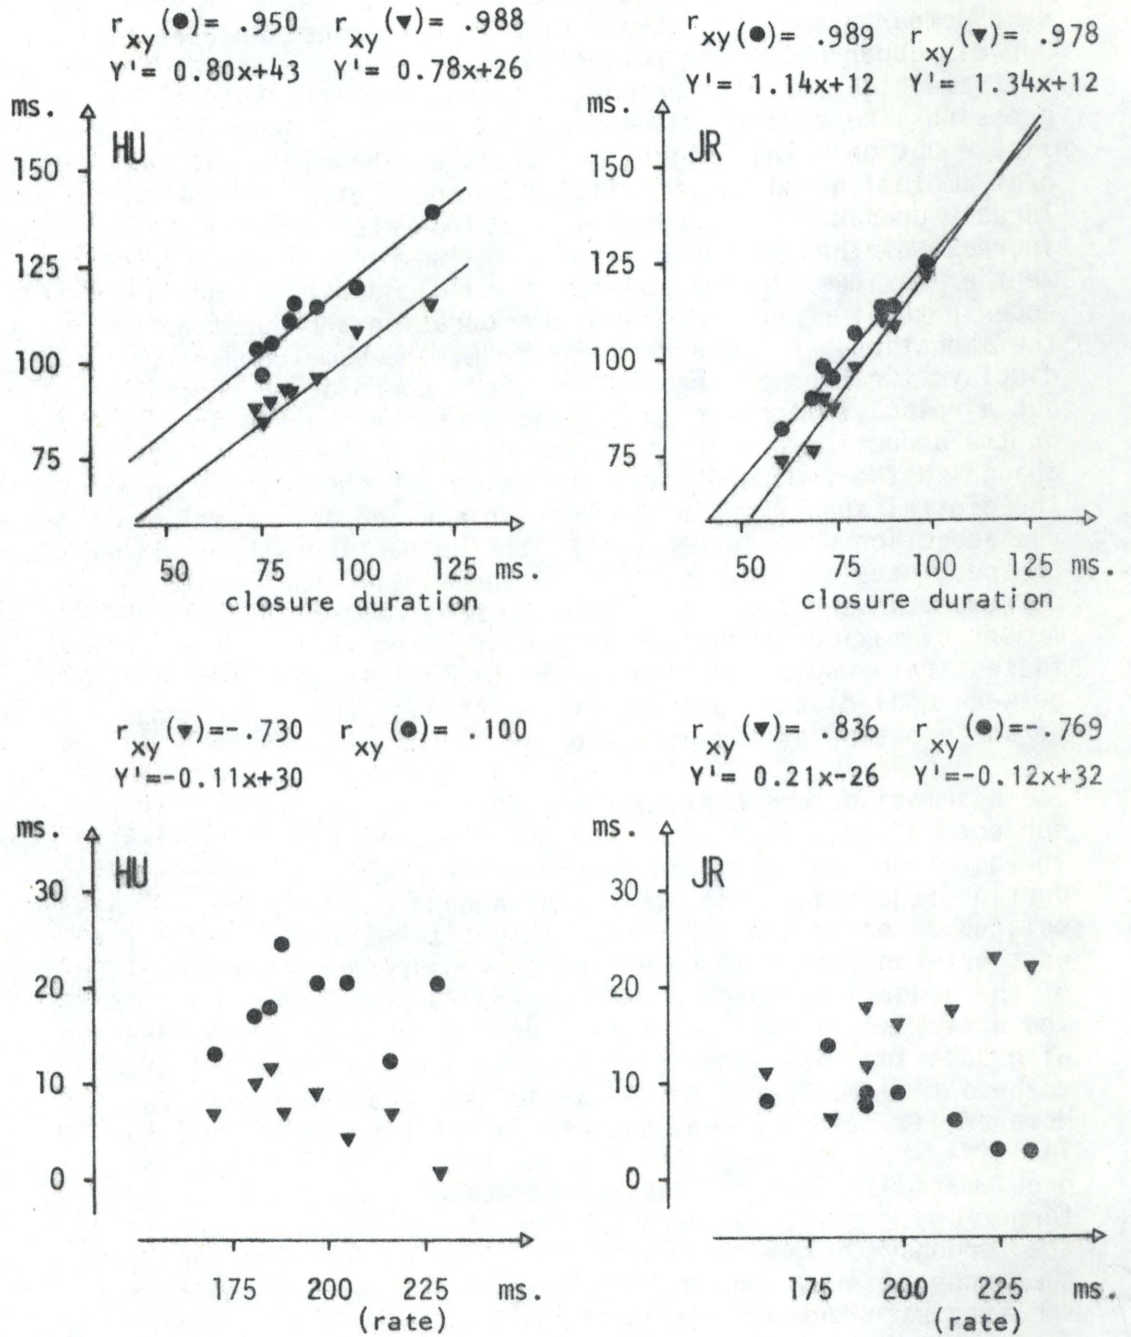 r xy (●)= .950 r xy (▼)= .988
Y'= 0.80x+43 Y'= 0.78x+26
ms.
HU
150
125
100
75
50 75 100 125 ms.
closure duration
r xy (●)= .989 r xy (▼)= .978
Y'= 1.14x+12 Y'= 1.34x+12
ms.
JR
150
125
100
75
50 75 100 125 ms.
closure duration
r xy (▼)=-.730 r xy (●)= .100
Y'=-0.11x+30
ms.
HU
30
20
10
0
175 200 225 ms.
(rate)
r xy (▼)= .836 r xy (●)=-.769
Y'= 0.21x-26 Y'=-0.12x+32
ms.
JR
30
20
10
0
175 200 225 ms.
(rate)